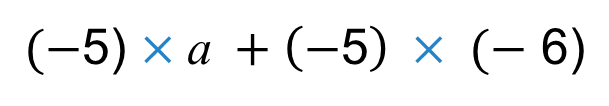 (−5) × a + (−5) × (− 6)